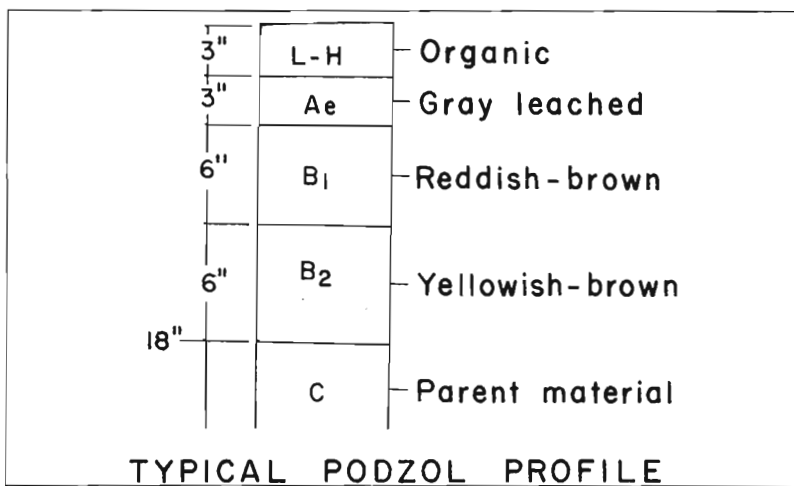 3" L-H Organic
3" Ae Gray leached
6" B1 Reddish-brown
6" B2 Yellowish-brown
18"
C Parent material
TYPICAL PODZOL PROFILE